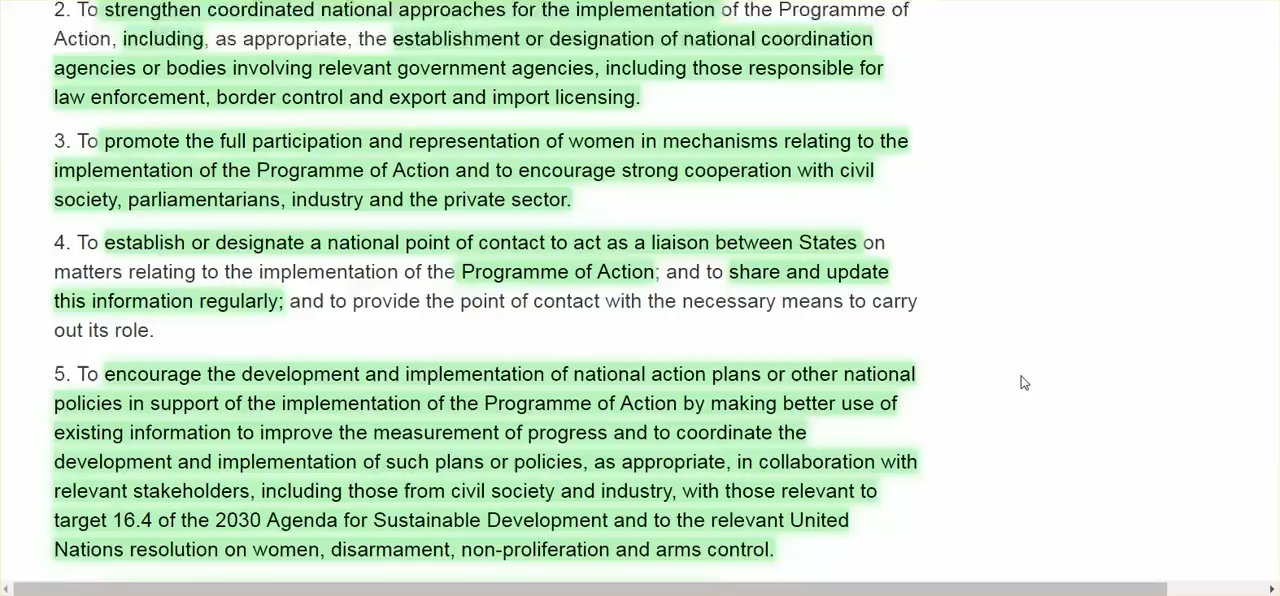 2. To strengthen coordinated national approaches for the implementation of the Programme of
Action, including, as appropriate, the establishment or designation of national coordination
agencies or bodies involving relevant government agencies, including those responsible for
law enforcement, border control and export and import licensing.
3. To promote the full participation and representation of women in mechanisms relating to the
implementation of the Programme of Action and to encourage strong cooperation with civil
society, parliamentarians, industry and the private sector.
4. To establish or designate a national point of contact to act as a liaison between States on
matters relating to the implementation of the Programme of Action; and to share and update
this information regularly; and to provide the point of contact with the necessary means to carry
out its role.
5. To encourage the development and implementation of national action plans or other national
policies in support of the implementation of the Programme of Action by making better use of
existing information to improve the measurement of progress and to coordinate the
development and implementation of such plans or policies, as appropriate, in collaboration with
relevant stakeholders, including those from civil society and industry, with those relevant to
target 16.4 of the 2030 Agenda for Sustainable Development and to the relevant United
Nations resolution on women, disarmament, non-proliferation and arms control.